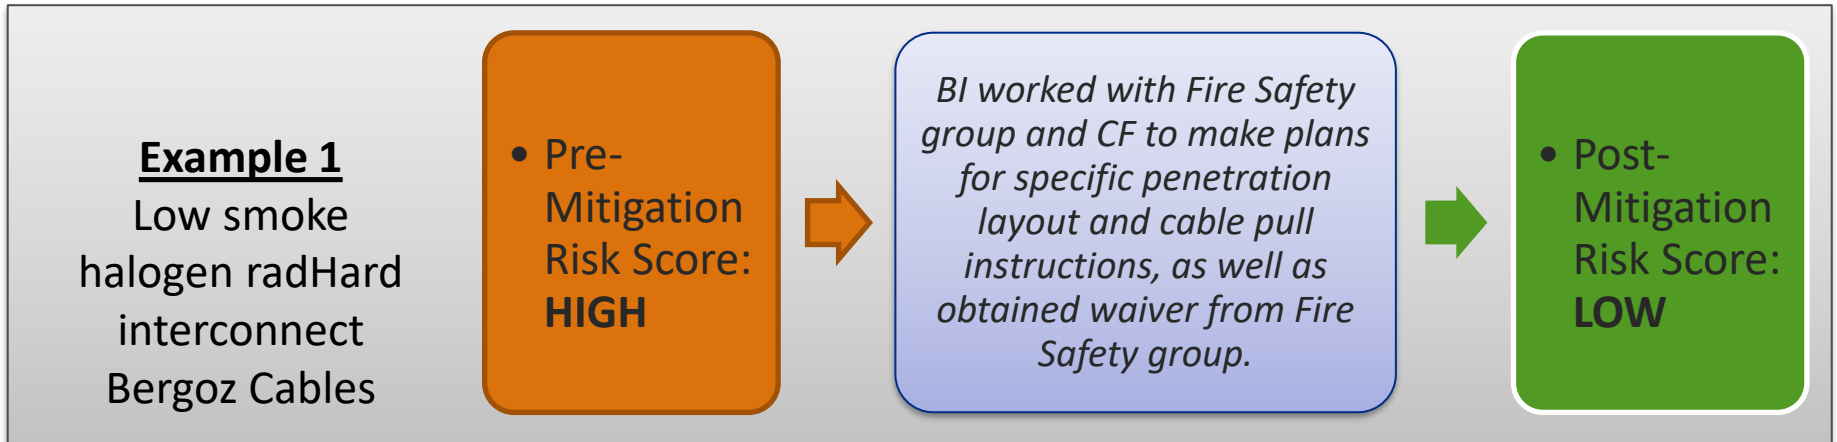 Example 1
Low smoke
halogen radHard
interconnect
Bergoz Cables
• Pre-
Mitigation
Risk Score:
HIGH
BI worked with Fire Safety
group and CF to make plans
for specific penetration
layout and cable pull
instructions, as well as
obtained waiver from Fire
Safety group.
• Post-
Mitigation
Risk Score:
LOW